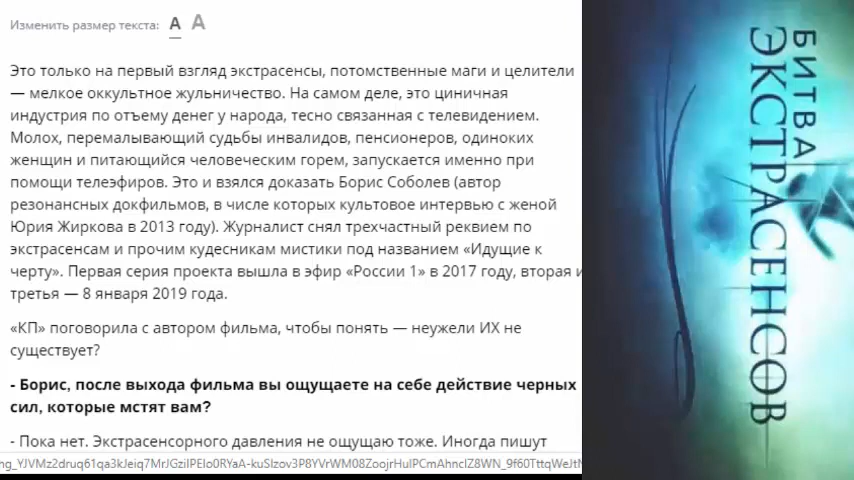 Изменить размер текста: A A
Это только на первый взгляд экстрасенсы, потомственные маги и целители
— мелкое оккультное жульничество. На самом деле, это циничная
индустрия по отъему денег у народа, тесно связанная с телевидением.
Молох, перемалывающий судьбы инвалидов, пенсионеров, одиноких
женщин и питающийся человеческим горем, запускается именно при
помощи телеэфиров. Это и взялся доказать Борис Соболев (автор
резонансных докфильмов, в числе которых культовое интервью с женой
Юрия Жиркова в 2013 году). Журналист снял трехчастный реквием по
экстрасенсам и прочим кудесникам мистики под названием «Идущие к
черту». Первая серия проекта вышла в эфир «России 1» в 2017 году, вторая и
третья — 8 января 2019 года.
«КП» поговорила с автором фильма, чтобы понять — неужели ИХ не
существует?
- Борис, после выхода фильма вы ощущаете на себе действие черных
сил, которые мстят вам?
- Пока нет. Экстрасенсорного давления не ощущаю тоже. Иногда пишут
БИТВА
ЭКСТРАСЕНСОВ